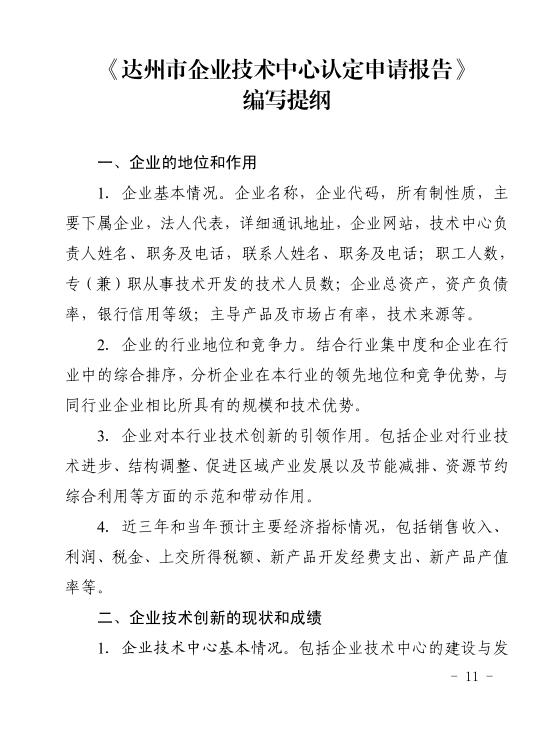 《达州市企业技术中心认定申请报告》
编写提纲
一、企业的地位和作用
1. 企业基本情况。企业名称，企业代码，所有制性质，主
要下属企业，法人代表，详细通讯地址，企业网站，技术中心负
责人姓名、职务及电话，联系人姓名、职务及电话；职工人数，
专（兼）职从事技术开发的技术人员数；企业总资产，资产负债
率，银行信用等级；主导产品及市场占有率，技术来源等。
2. 企业的行业地位和竞争力。结合行业集中度和企业在行
业中的综合排序，分析企业在本行业的领先地位和竞争优势，与
同行业企业相比所具有的规模和技术优势。
3. 企业对本行业技术创新的引领作用。包括企业对行业技
术进步、结构调整、促进区域产业发展以及节能减排、资源节约
综合利用等方面的示范和带动作用。
4. 近三年和当年预计主要经济指标情况，包括销售收入、
利润、税金、上交所得税额、新产品开发经费支出、新产品产值
率等。
二、企业技术创新的现状和成绩
1. 企业技术中心基本情况。包括企业技术中心的建设与发
- 11 -